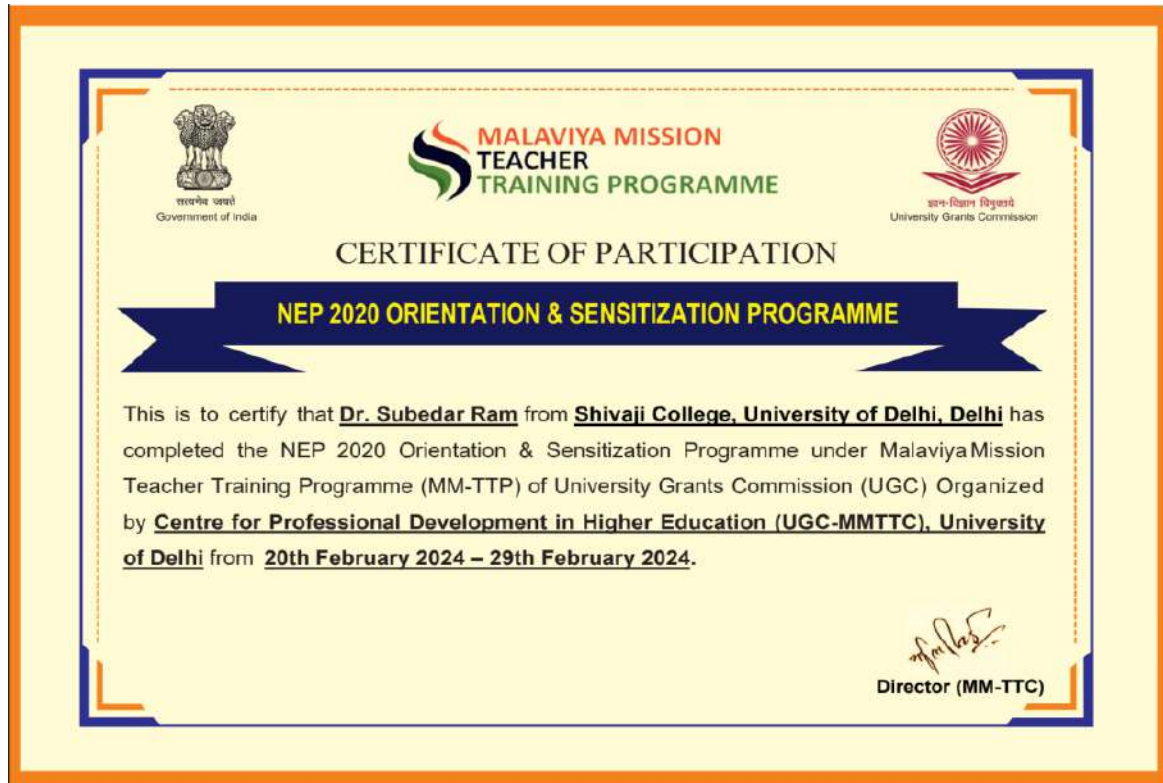 सत्यमेव जयते
Government of India
MALAVIYA MISSION
TEACHER
TRAINING PROGRAMME
ज्ञान-विज्ञान विमुक्तये
University Grants Commission
CERTIFICATE OF PARTICIPATION
NEP 2020 ORIENTATION & SENSITIZATION PROGRAMME
This is to certify that Dr. Subedar Ram from Shivaji College, University of Delhi, Delhi has
completed the NEP 2020 Orientation & Sensitization Programme under Malaviya Mission
Teacher Training Programme (MM-TTP) of University Grants Commission (UGC) Organized
by Centre for Professional Development in Higher Education (UGC-MMTTC), University
of Delhi from 20th February 2024 – 29th February 2024.
Director (MM-TTC)